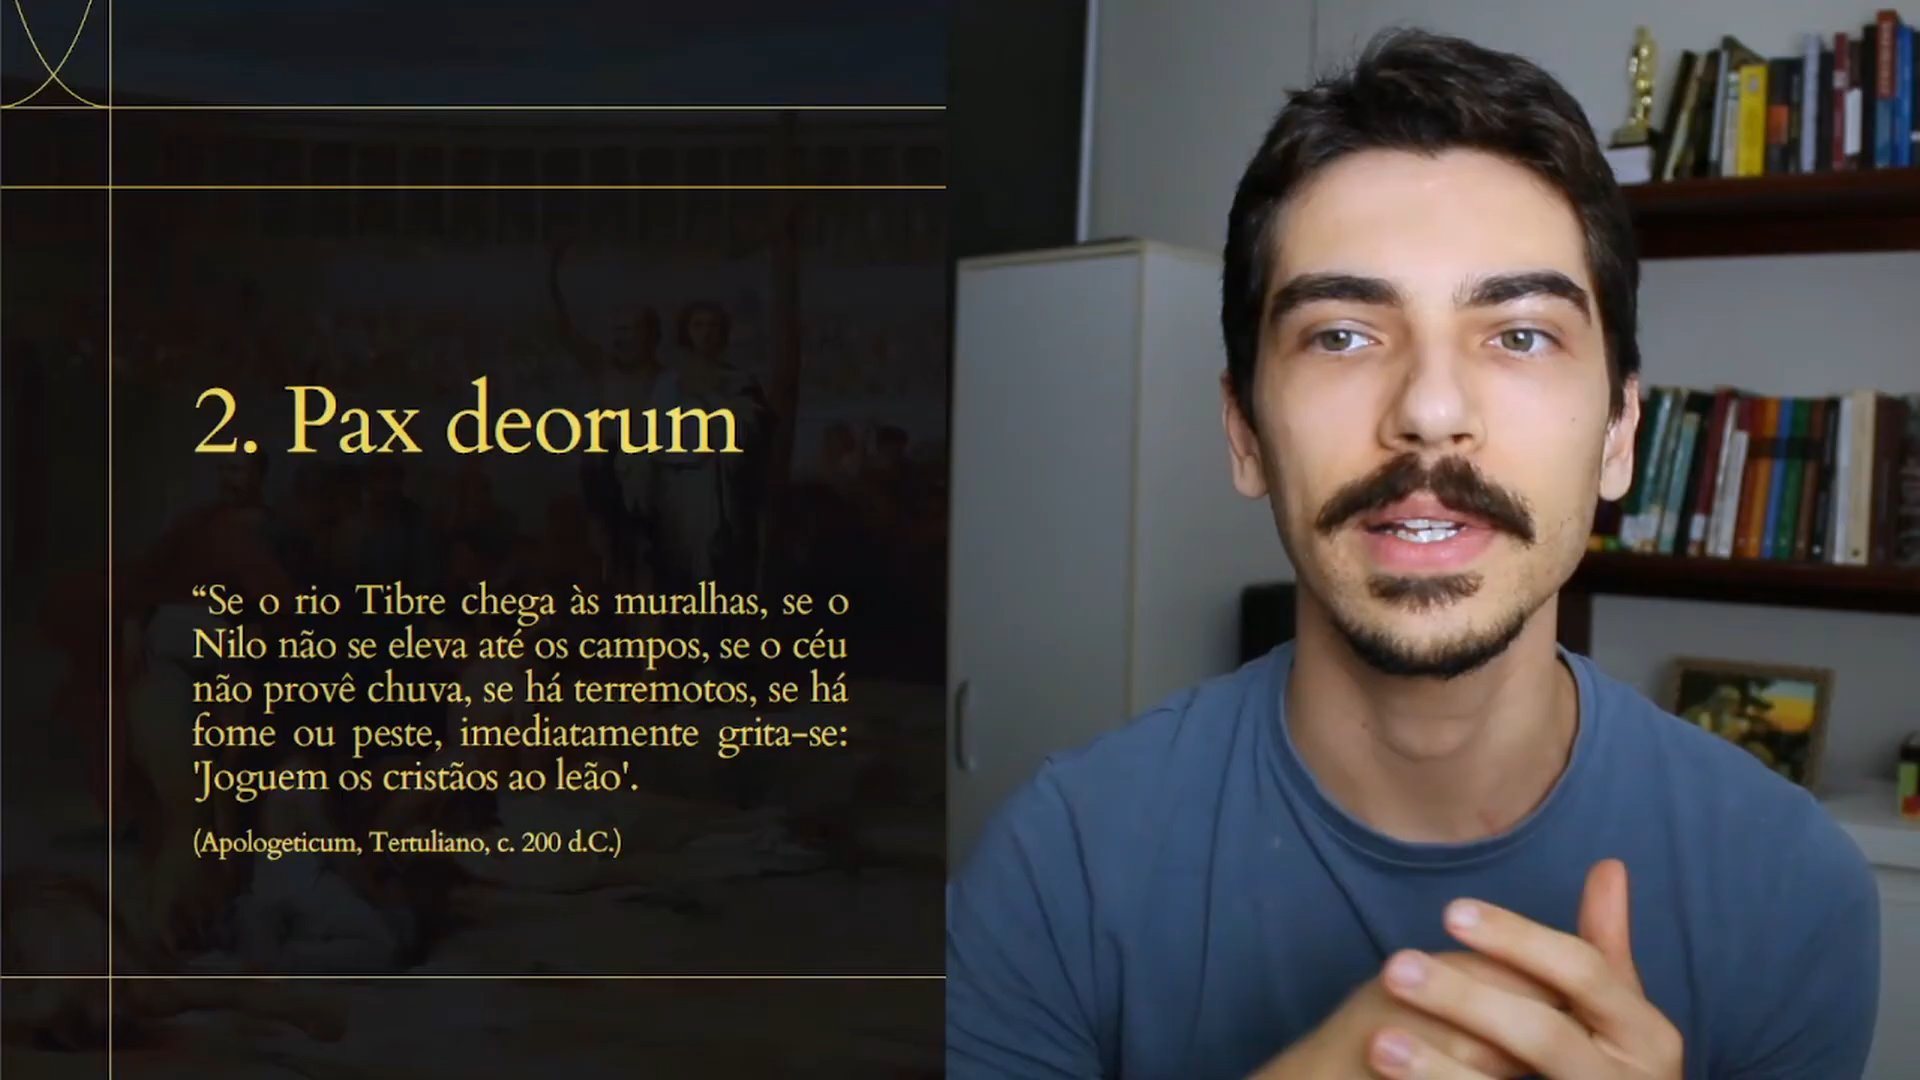 2. Pax deorum
“Se o rio Tibre chega às muralhas, se o
Nilo não se eleva até os campos, se o céu
não provê chuva, se há terremotos, se há
fome ou peste, imediatamente grita-se:
'Joguem os cristãos ao leão'.
(Apologeticum, Tertuliano, c. 200 d.C.)